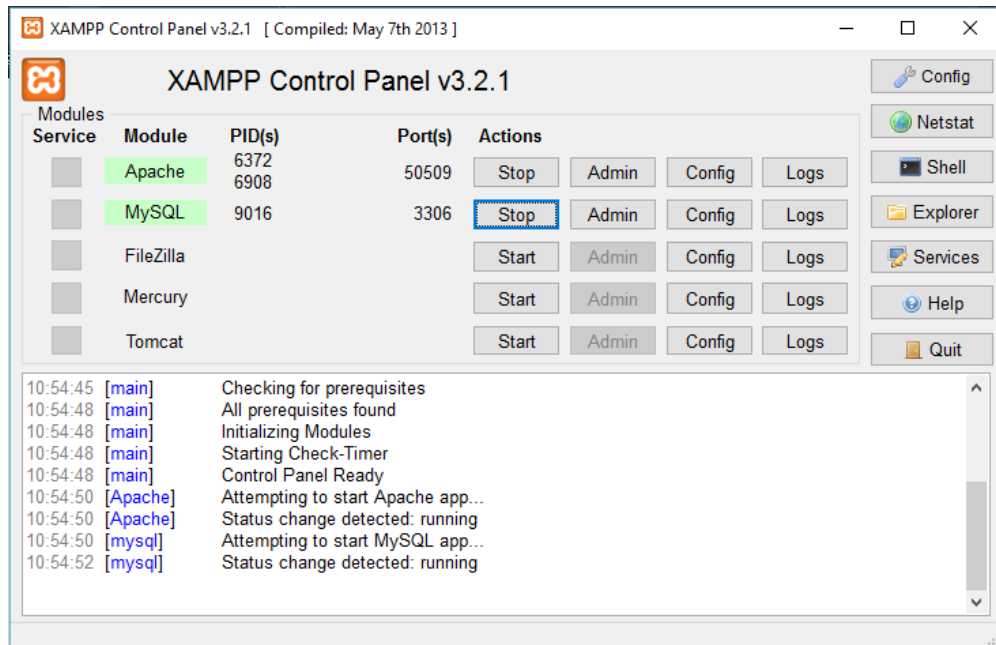 XAMPP Control Panel v3.2.1 [ Compiled: May 7th 2013 ]
XAMPP Control Panel v3.2.1
Config
Netstat
Shell
Explorer
Services
Help
Quit
Modules
Service Module PID(s) Port(s) Actions
Apache 6372 6908 50509 Stop Admin Config Logs
MySQL 9016 3306 Stop Admin Config Logs
FileZilla Start Admin Config Logs
Mercury Start Admin Config Logs
Tomcat Start Admin Config Logs
10:54:45 [main] Checking for prerequisites
10:54:48 [main] All prerequisites found
10:54:48 [main] Initializing Modules
10:54:48 [main] Starting Check-Timer
10:54:48 [main] Control Panel Ready
10:54:50 [Apache] Attempting to start Apache app...
10:54:50 [Apache] Status change detected: running
10:54:50 [mysql] Attempting to start MySQL app...
10:54:52 [mysql] Status change detected: running